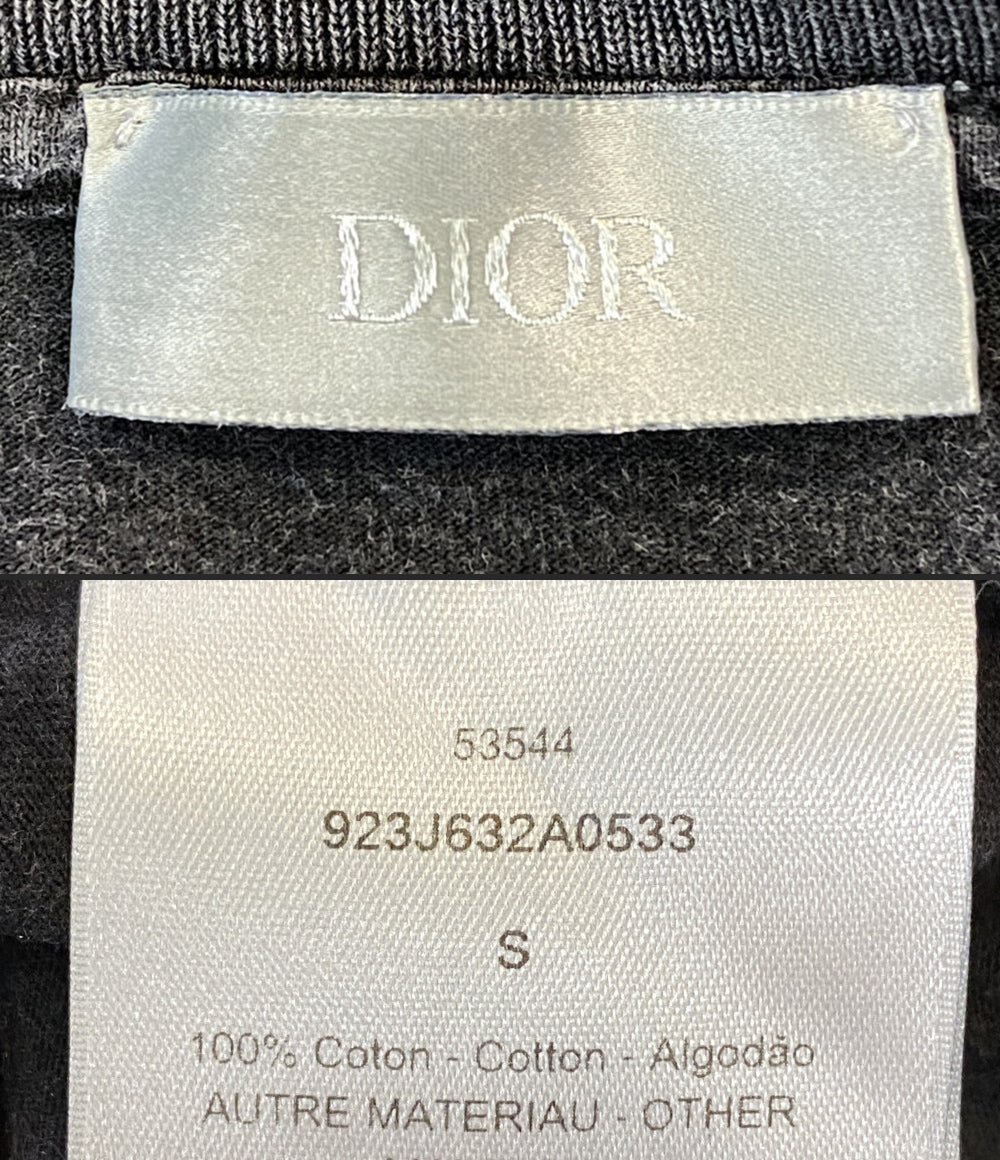 DIOR
53544
923J632A0533
S
100% Coton - Cotton - Algodão
AUTRE MATERIAU - OTHER